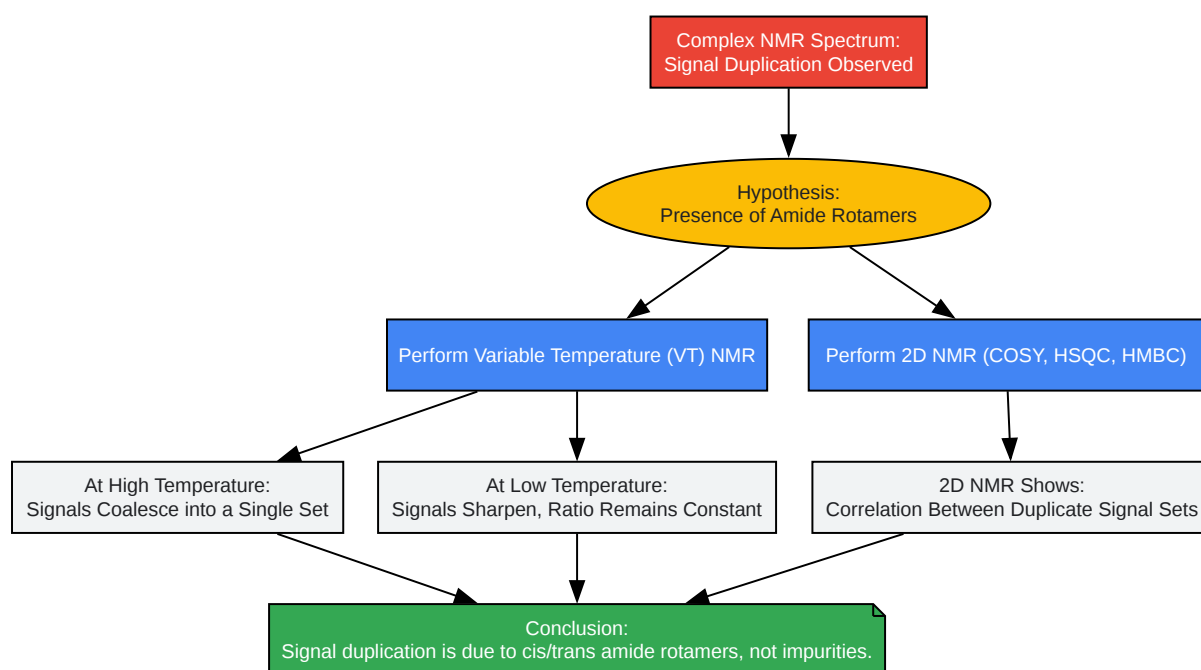 Complex NMR Spectrum:
Signal Duplication Observed
Hypothesis:
Presence of Amide Rotamers
Perform Variable Temperature (VT) NMR
Perform 2D NMR (COSY, HSQC, HMBC)
At High Temperature:
Signals Coalesce into a Single Set
At Low Temperature:
Signals Sharpen, Ratio Remains Constant
2D NMR Shows:
Correlation Between Duplicate Signal Sets
Conclusion:
Signal duplication is due to cis/trans amide rotamers, not impurities.